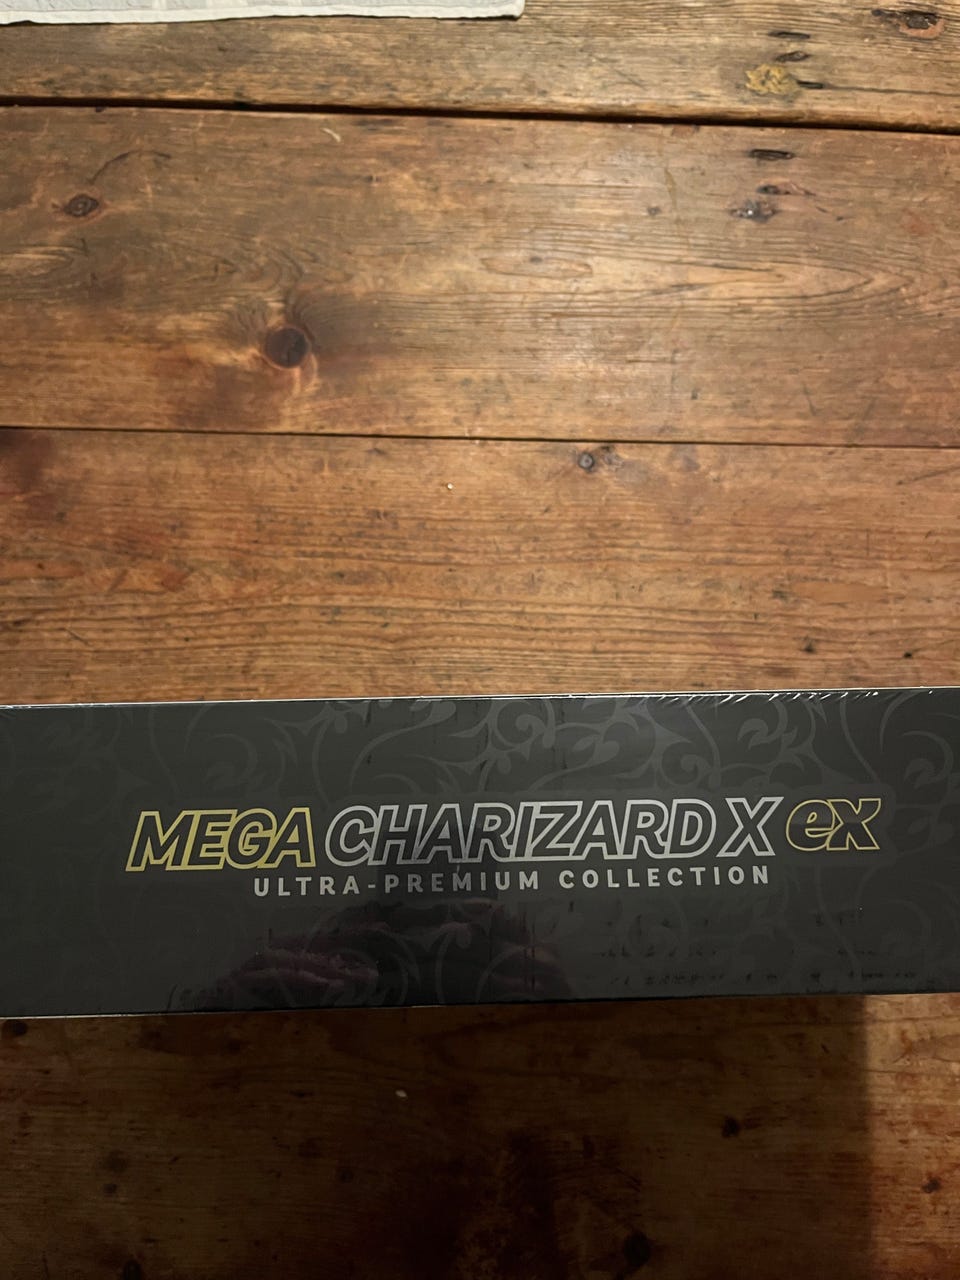 MEGA CHARIZARD X ex
ULTRA-PREMIUM COLLECTION